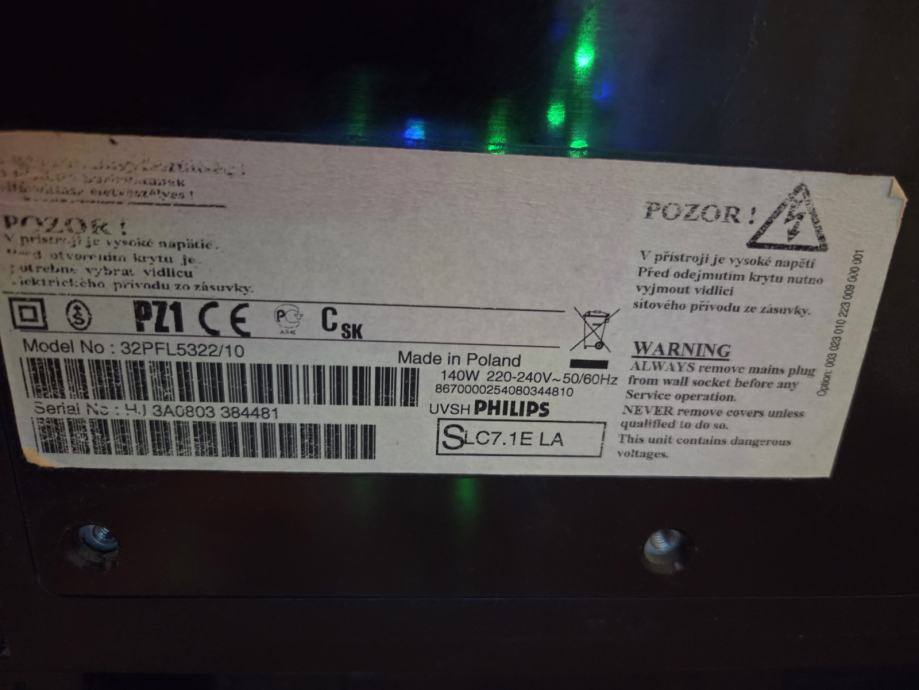 életveszélyes !
POZOR !
V prístroji je vysoké napätie.
otvorením krytu je
potrebné vybrať vidlicu
elektrického prívodu zo zásuvky.
PZ1 CE PC C SK
Model No : 32PFL5322/10
Serial No : 3A0803 384481
Made in Poland
140W 220-240V~50/60Hz
8670000254080344810
UVSH PHILIPS
SLC7.1E LA
POZOR !
V přístroji je vysoké napětí
Před odejmutím krytu nutno
vyjmout vidlici
síťového přívodu ze zásuvky.
WARNING
ALWAYS remove mains plug
from wall socket before any
Service operation.
NEVER remove covers unless
qualified to do so.
This unit contains dangerous
voltages.
Option: 003 023 010 223 009 000 001